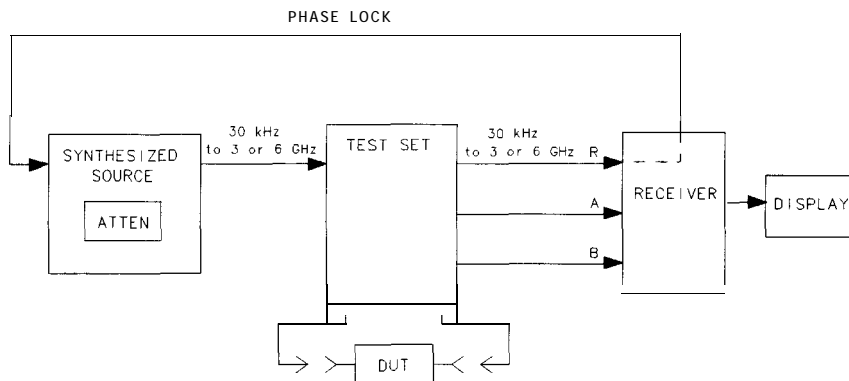 PHASE LOCK
SYNTHESIZED
SOURCE
ATTEN
30 kHz
to 3 or 6 GHz
TEST SET
30 kHz
to 3 or 6 GHz R
A
B
RECEIVER
DISPLAY
DUT